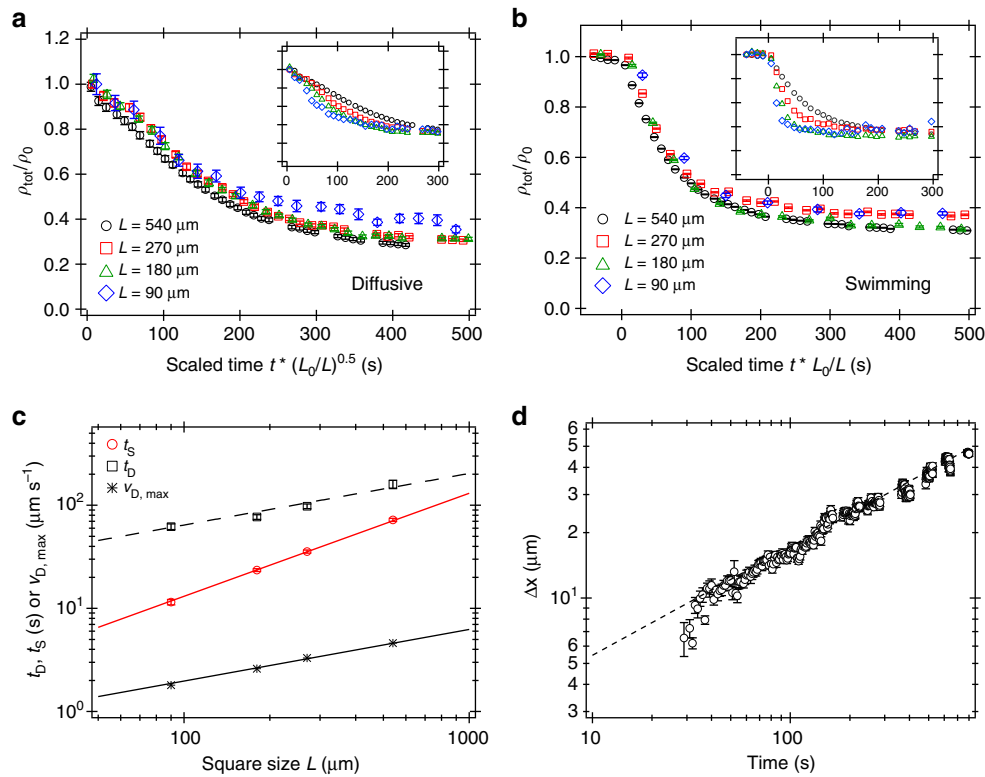 a
1.2
1.0
0.8
0.6
0.4
0.2
0.0
ρtot/ρ0
0 100 200 300
L = 540 μm
L = 270 μm
L = 180 μm
L = 90 μm
Diffusive
0 100 200 300 400 500
Scaled time t* (L0/L)^0.5 (s)
b
1.0
0.8
0.6
0.4
0.2
0.0
ρtot/ρ0
0 100 200 300
L = 540 μm
L = 270 μm
L = 180 μm
L = 90 μm
Swimming
0 100 200 300 400 500
Scaled time t* L0/L (s)
c
tD, tS (s) or vD, max (μm s⁻¹)
10²
10¹
10⁰
tS
tD
vD, max
100 1000
Square size L (μm)
d
Δx (μm)
6
5
4
3
2
10¹
9
8
7
6
5
4
3
10 100
Time (s)